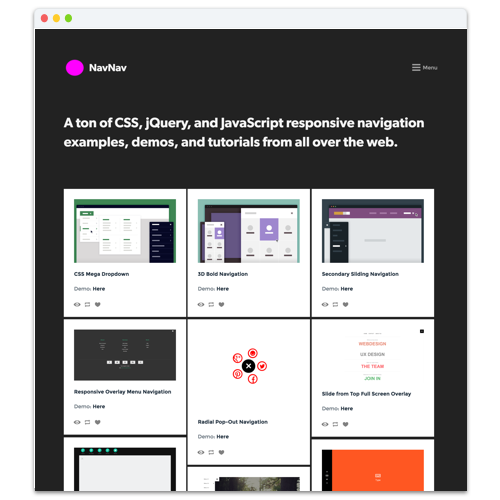 NavNav
Menu
A ton of CSS, jQuery, and JavaScript responsive navigation
examples, demos, and tutorials from all over the web.
CSS Mega Dropdown
Demo: Here
3D Bold Navigation
Demo: Here
Secondary Sliding Navigation
Demo: Here
Responsive Overlay Menu Navigation
Demo: Here
Radial Pop-Out Navigation
Demo: Here
WEBDESIGN
UX DESIGN
THE TEAM
JOIN IN
Slide from Top Full Screen Overlay
Demo: Here